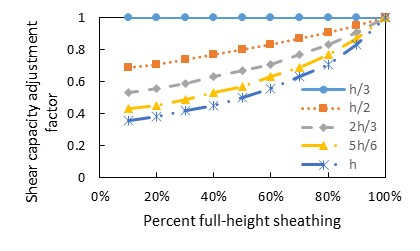 Shear capacity adjustment
factor
1
0.8
0.6
0.4
0.2
0
h/3
h/2
2h/3
5h/6
h
0% 20% 40% 60% 80% 100%
Percent full-height sheathing